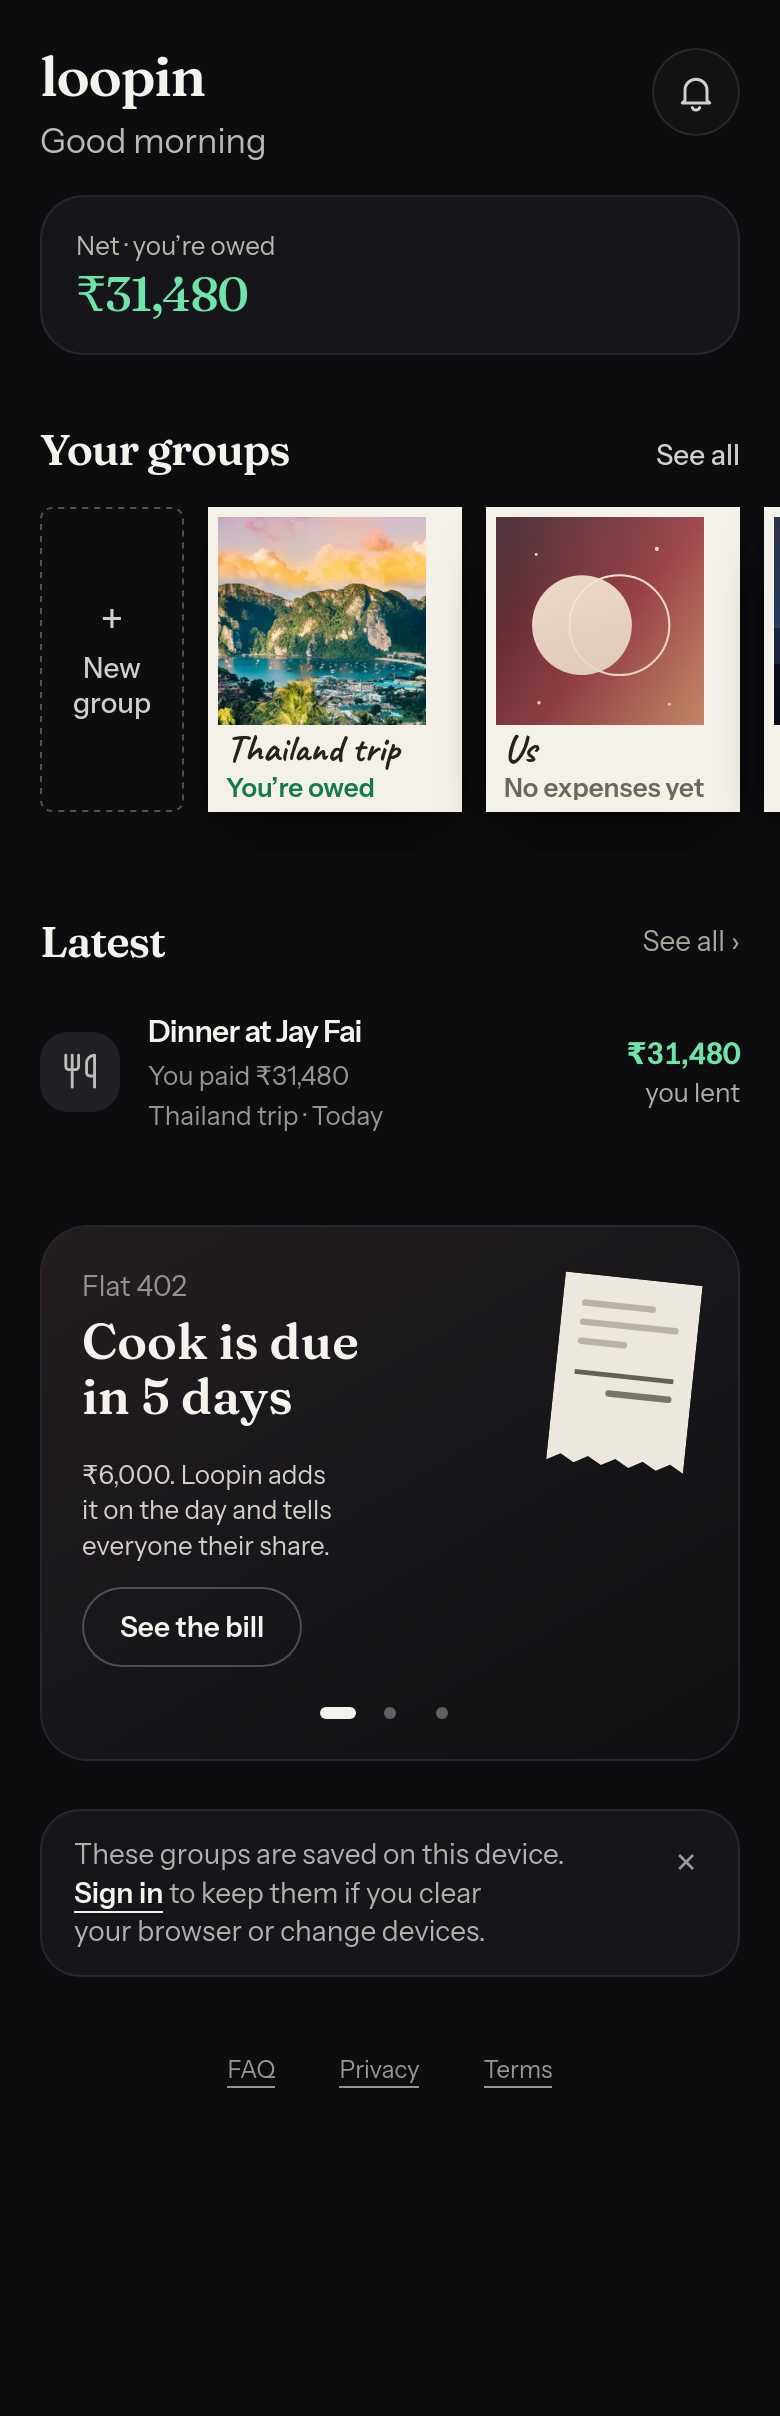 loopin
Good morning
Net · you’re owed
₹31,480
Your groups
See all
+
New
group
Thailand trip
You’re owed
Us
No expenses yet
Latest
See all ›
Dinner at Jay Fai
You paid ₹31,480
Thailand trip · Today
₹31,480
you lent
Flat 402
Cook is due
in 5 days
₹6,000. Loopin adds
it on the day and tells
everyone their share.
See the bill
These groups are saved on this device.
Sign in to keep them if you clear
your browser or change devices.
×
FAQ
Privacy
Terms